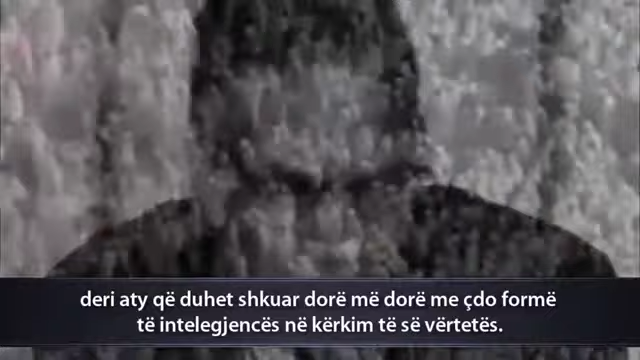 deri aty që duhet shkuar dorë më dorë me çdo formë
të intelegjencës në kërkim të së vërtetës.